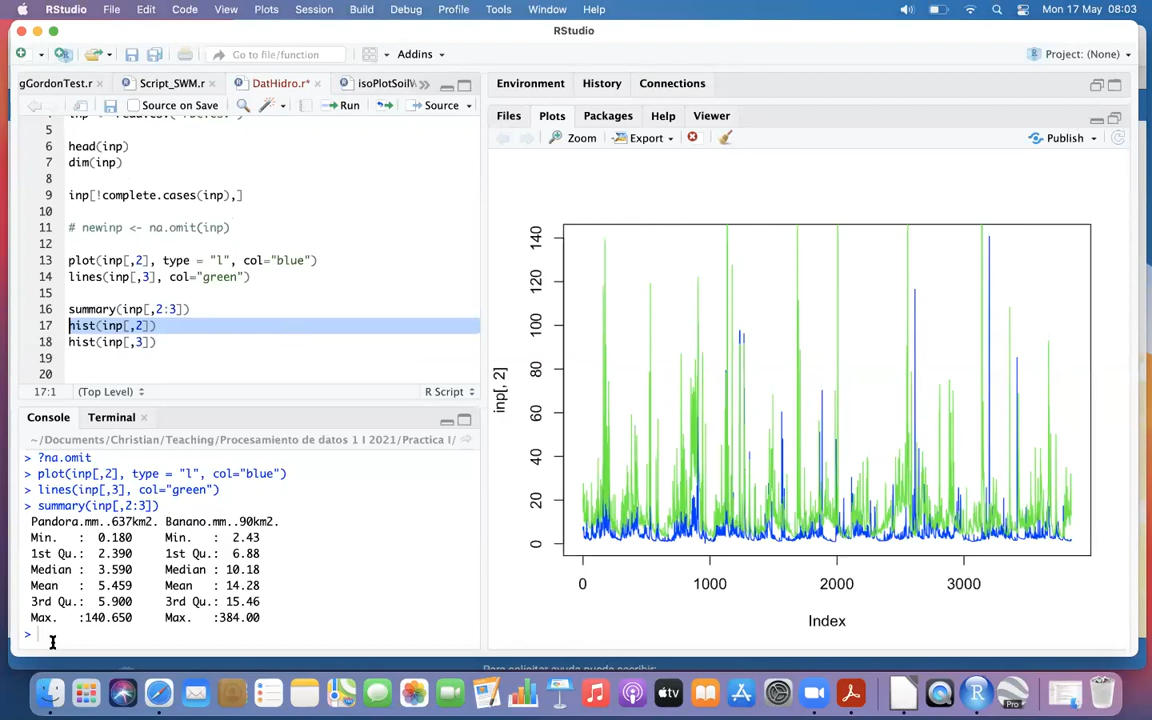 RStudio File Edit Code View Plots Session Build Debug Profile Tools Window Help Mon 17 May 08:03
RStudio
Go to file/function Addins Project: (None)
gGordonTest.r Script_SWM.r DatHidro.r* isoPlotSoilW
Source on Save Run Source
5
6 head(inp)
7 dim(inp)
8
9 inp[!complete.cases(inp),]
10
11 # newinp <- na.omit(inp)
12
13 plot(inp[,2], type = "l", col="blue")
14 lines(inp[,3], col="green")
15
16 summary(inp[,2:3])
17 hist(inp[,2])
18 hist(inp[,3])
19
20
17:1 (Top Level) R Script
Console Terminal
~/Documents/Christian/Teaching/Procesamiento de datos 1 I 2021/Practica I/
> ?na.omit
> plot(inp[,2], type = "l", col="blue")
> lines(inp[,3], col="green")
> summary(inp[,2:3])
Pandora.mm..637km2. Banano.mm..90km2.
Min. : 0.180 Min. : 2.43
1st Qu.: 2.390 1st Qu.: 6.88
Median : 3.590 Median : 10.18
Mean : 5.459 Mean : 14.28
3rd Qu.: 5.900 3rd Qu.: 15.46
Max. :140.650 Max. :384.00
>
Environment History Connections
Files Plots Packages Help Viewer
Zoom Export Publish
inp[, 2]
140
120
100
80
60
40
20
0
0 1000 2000 3000
Index
Para solicitar ayuda puede escribir:
tv
Pro